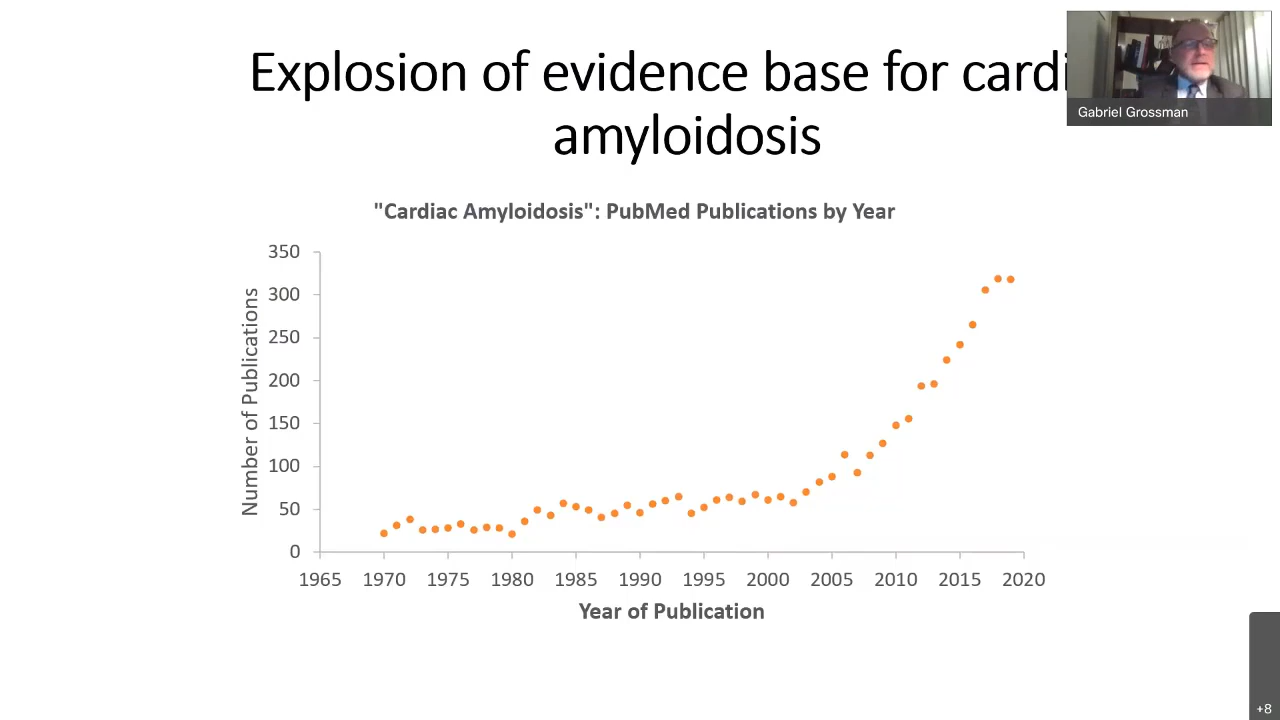 Explosion of evidence base for cardi
amyloidosis
Gabriel Grossman
"Cardiac Amyloidosis": PubMed Publications by Year
350
300
250
200
150
100
50
0
Number of Publications
1965 1970 1975 1980 1985 1990 1995 2000 2005 2010 2015 2020
Year of Publication
+8